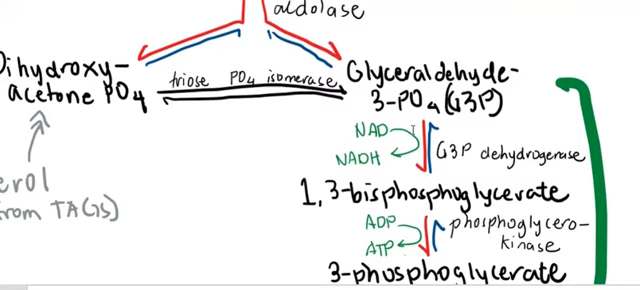 aldolase
Dihydroxy-
acetone PO4
triose PO4 isomerase
Glyceraldehyde-
3-PO4 (G3P)
NAD
NADH
G3P dehydrogenase
erol
from TAGs)
1,3-bisphosphoglycerate
ADP
ATP
phosphoglycero-
kinase
3-phosphoglycerate